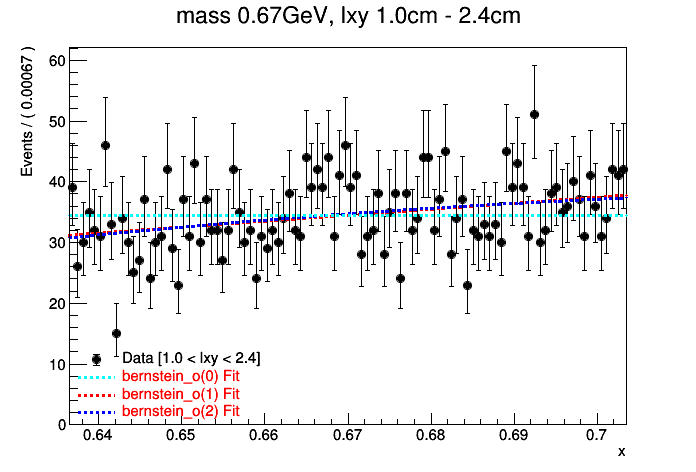 mass 0.67GeV, lxy 1.0cm - 2.4cm
Events / ( 0.00067 )
60
50
40
30
20
10
0
Data [1.0 < lxy < 2.4]
bernstein_o(0) Fit
bernstein_o(1) Fit
bernstein_o(2) Fit
0.64 0.65 0.66 0.67 0.68 0.69 0.7
x